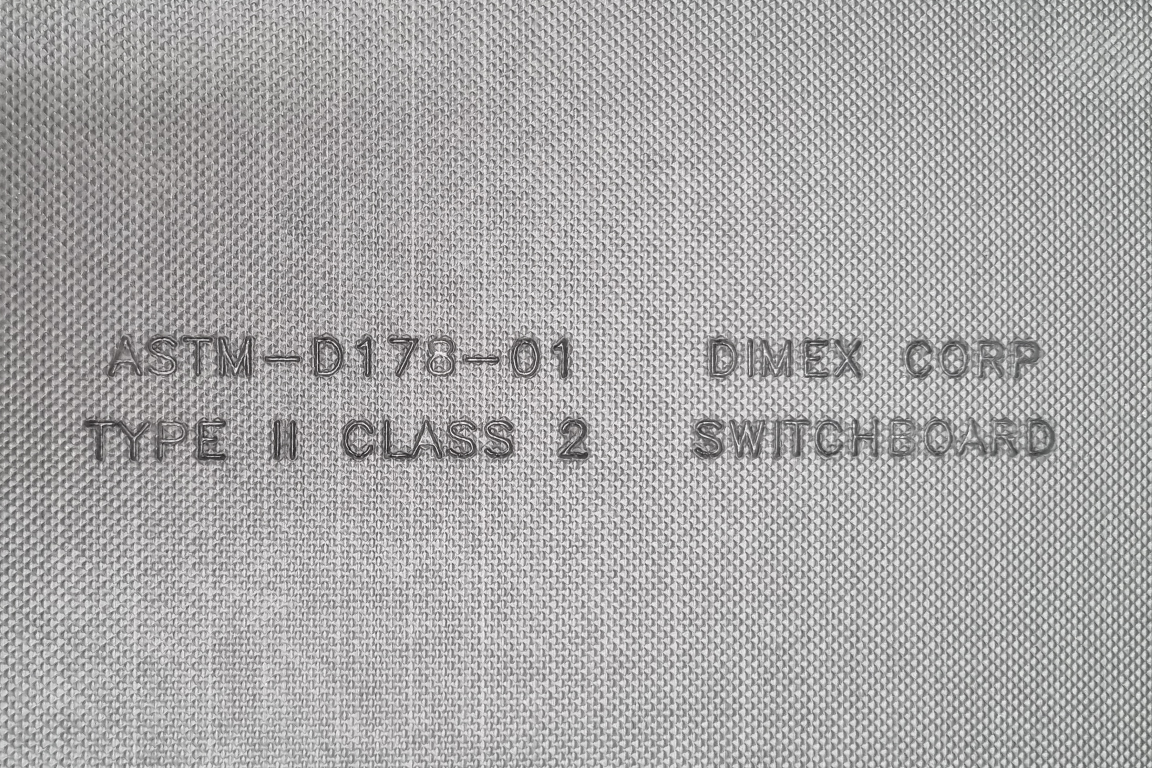 ASTM-D178-01 DIMEX CORP
TYPE II CLASS 2 SWITCHBOARD